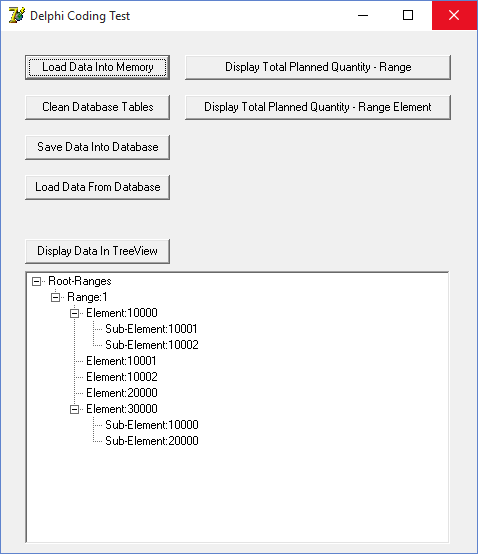 Delphi Coding Test
Load Data Into Memory
Display Total Planned Quantity - Range
Clean Database Tables
Display Total Planned Quantity - Range Element
Save Data Into Database
Load Data From Database
Display Data In TreeView
Root-Ranges
Range:1
Element:10000
Sub-Element:10001
Sub-Element:10002
Element:10001
Element:10002
Element:20000
Element:30000
Sub-Element:10000
Sub-Element:20000